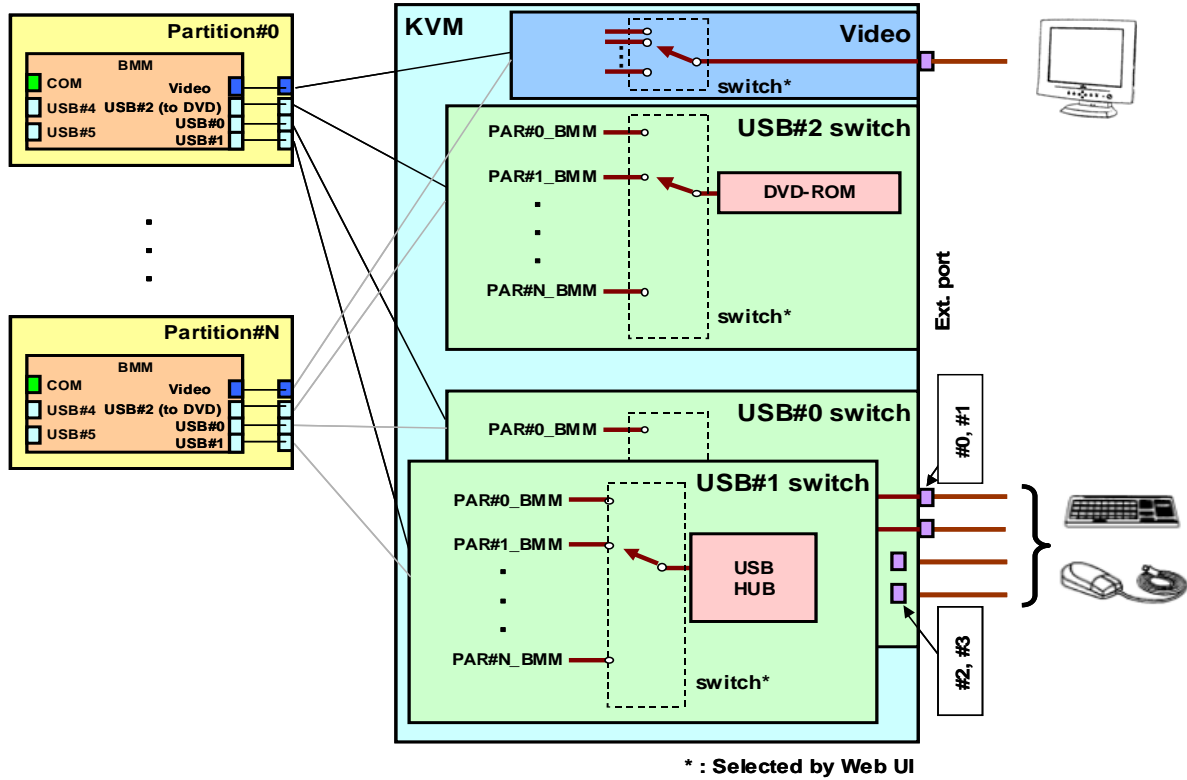 Partition#0
BMM
COM
Video
USB#4
USB#2 (to DVD)
USB#0
USB#5
USB#1
Partition#N
BMM
COM
Video
USB#4
USB#2 (to DVD)
USB#0
USB#5
USB#1
KVM
Video
switch*
USB#2 switch
PAR#0_BMM
PAR#1_BMM
DVD-ROM
PAR#N_BMM
switch*
Ext. port
USB#0 switch
PAR#0_BMM
USB#1 switch
PAR#0_BMM
PAR#1_BMM
USB
HUB
PAR#N_BMM
switch*
#0, #1
#2, #3
* : Selected by Web UI